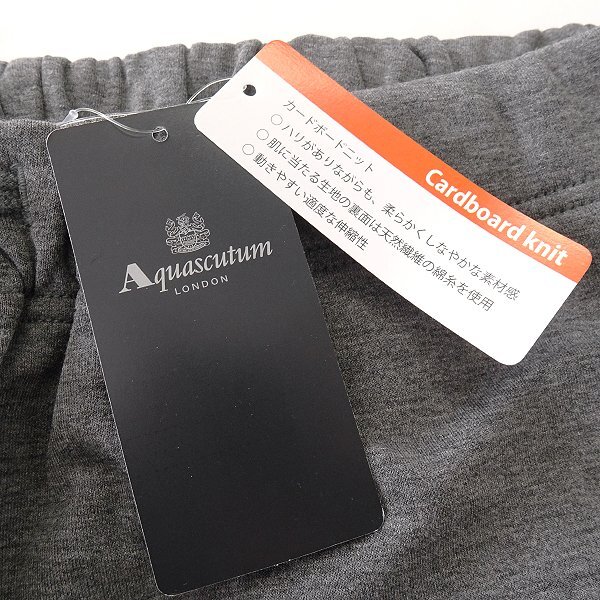 Aquascutum
LONDON
Cardboard knit
カードボードニット
○ハリがありながらも、柔らかくしなやかな素材感
○肌に当たる生地の裏面は天然繊維の綿糸を使用
○動きやすい適度な伸縮性